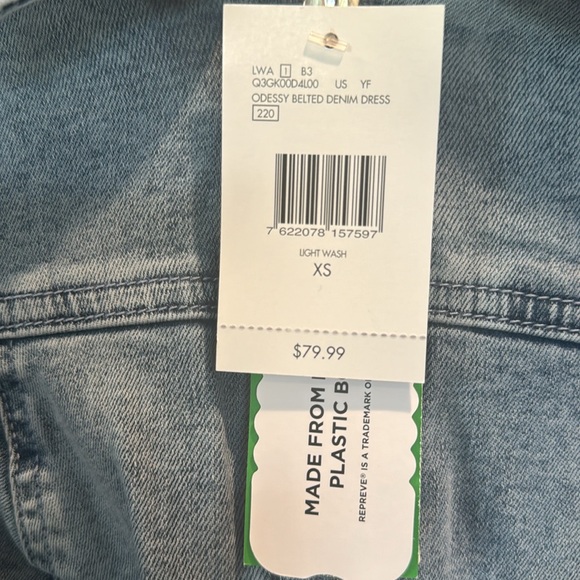 LWA 1 B3
Q3GK00D4L00 US YF
ODESSY BELTED DENIM DRESS
220
7 622078 157597
LIGHT WASH
XS
$79.99
MADE FROM
PLASTIC
REPREVE® IS A TRADEMARK